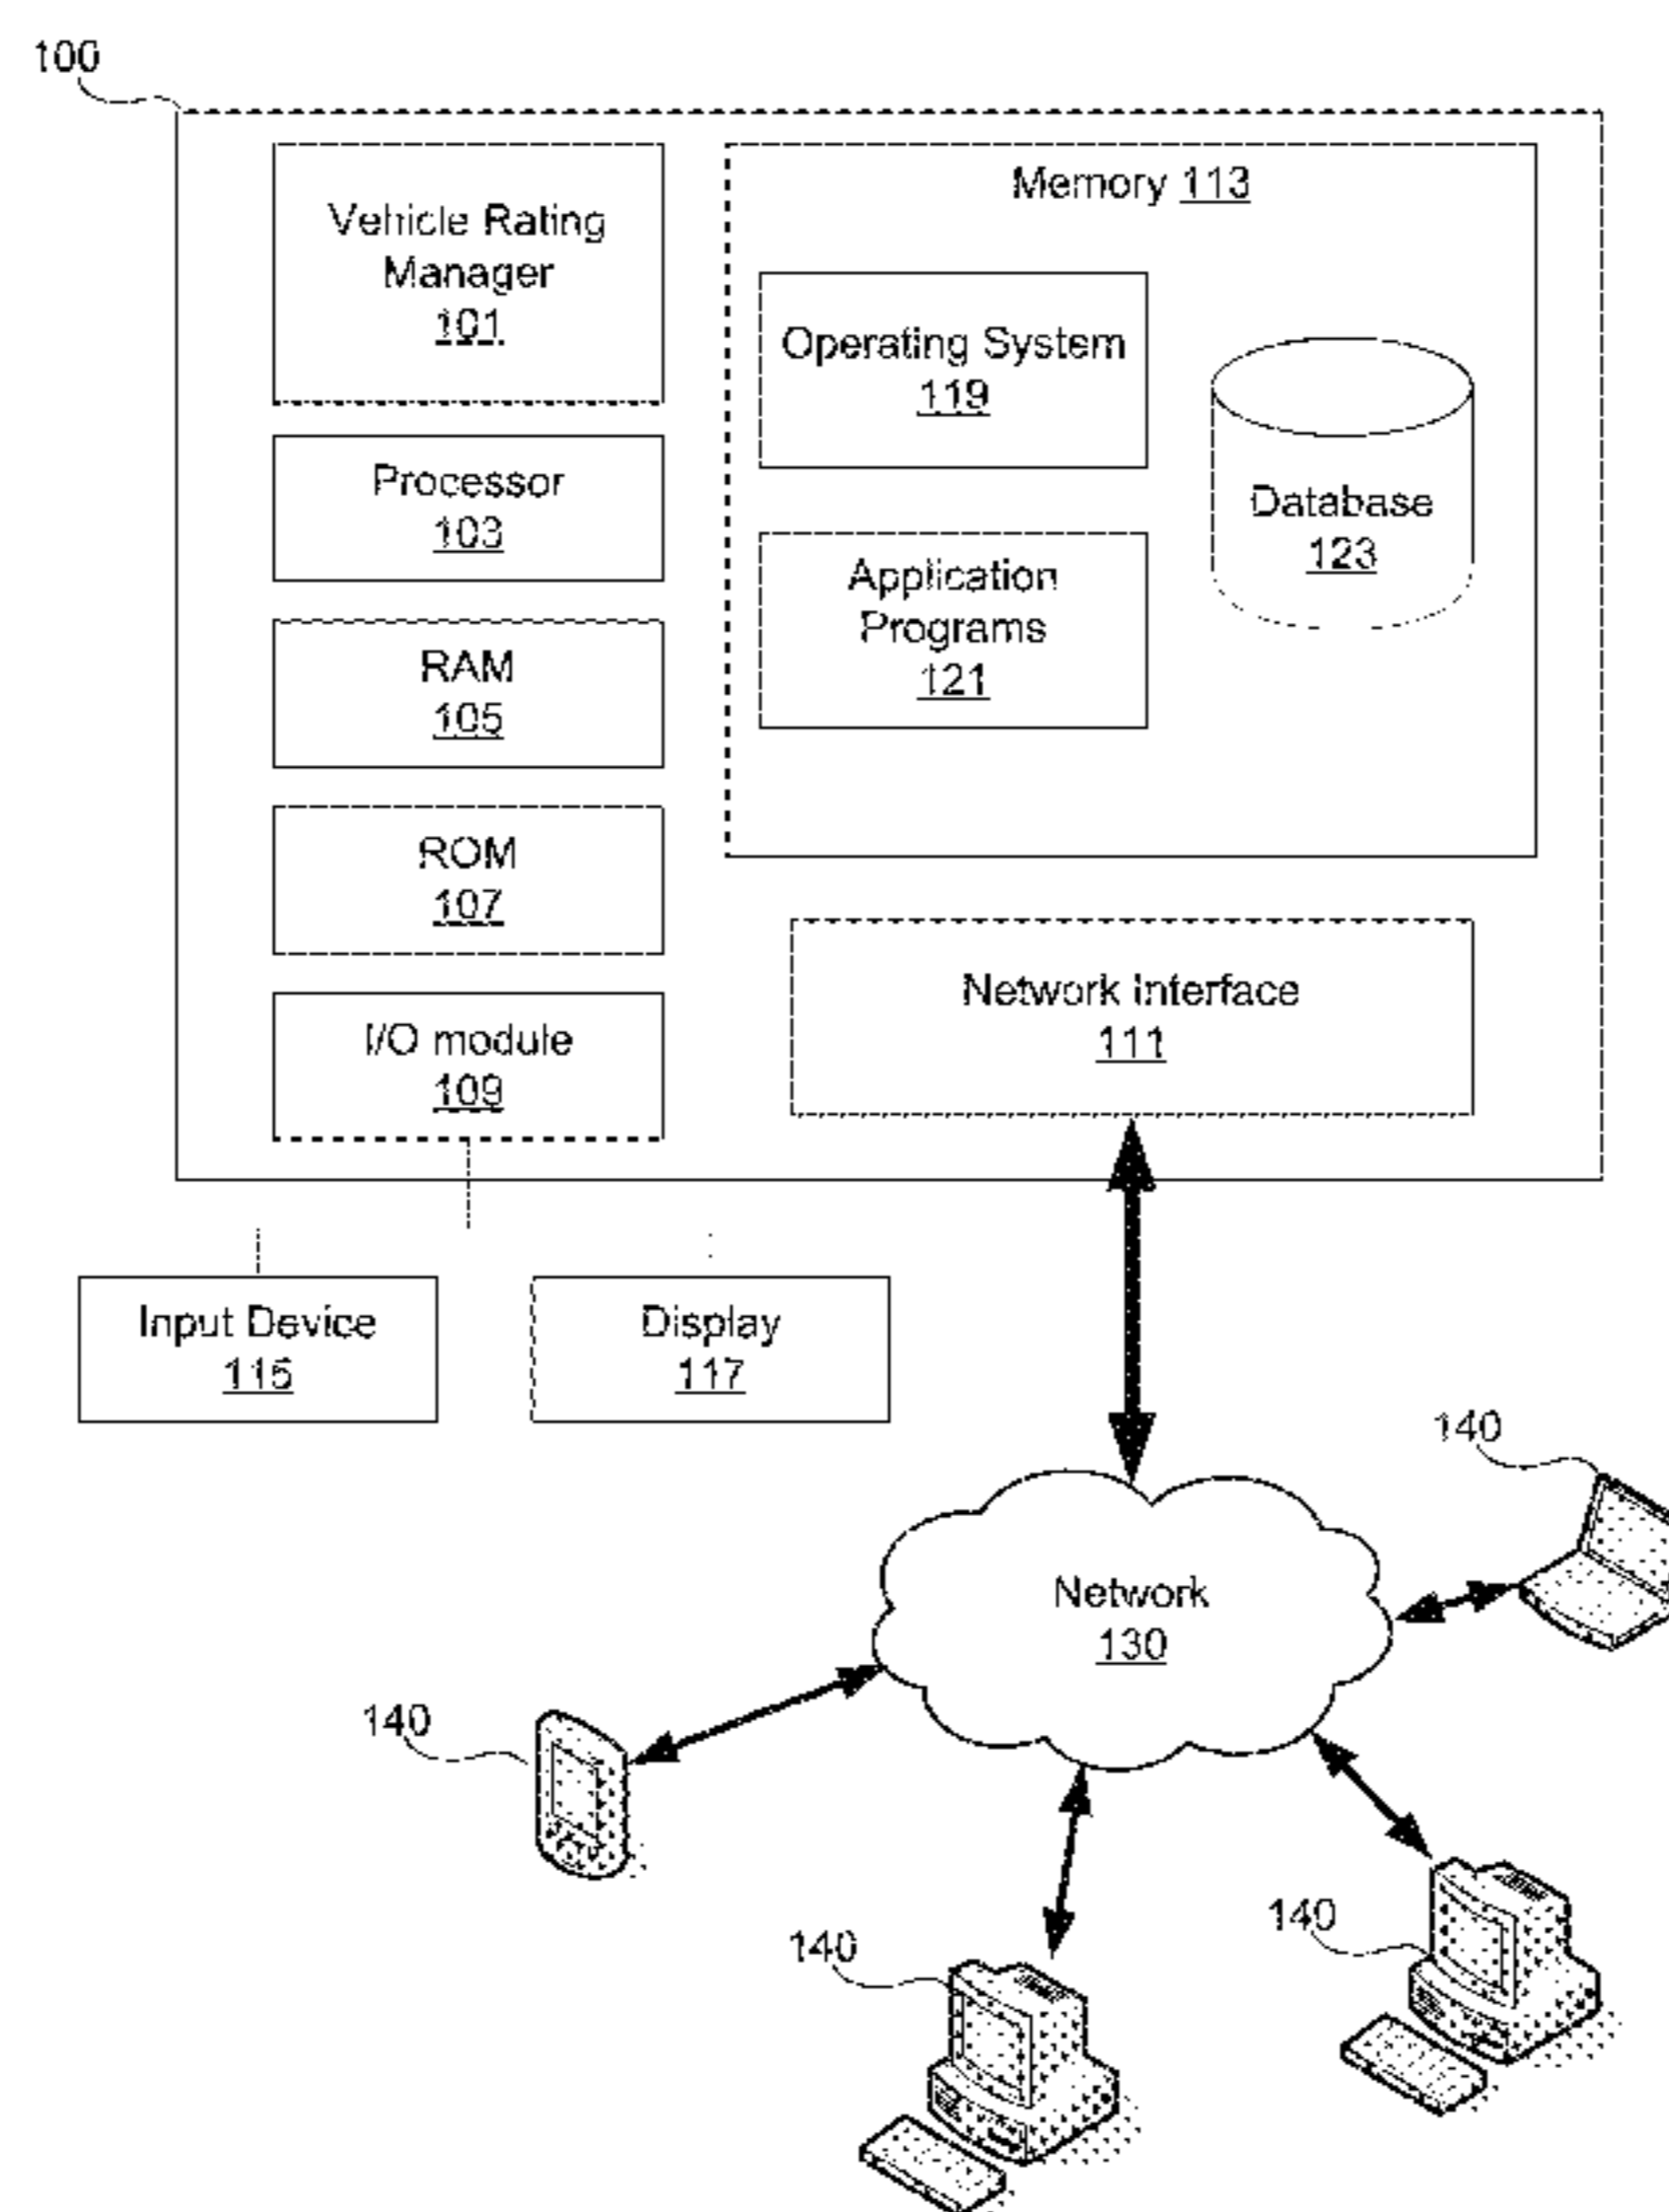 100
Vehicle Rating
Manager
101
Processor
103
RAM
105
ROM
107
I/O module
109
Memory 113
Operating System
119
Application
Programs
121
Database
123
Network Interface
111
Input Device
115
Display
117
Network
130
140
140
140
140